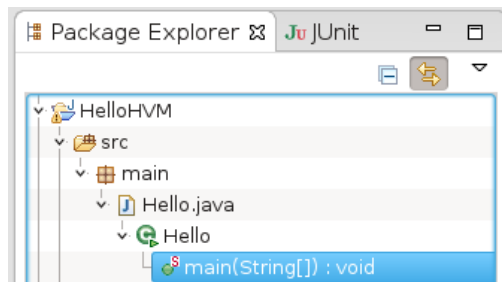 Package Explorer JUnit
HelloHVM
src
main
Hello.java
Hello
main(String[]) : void